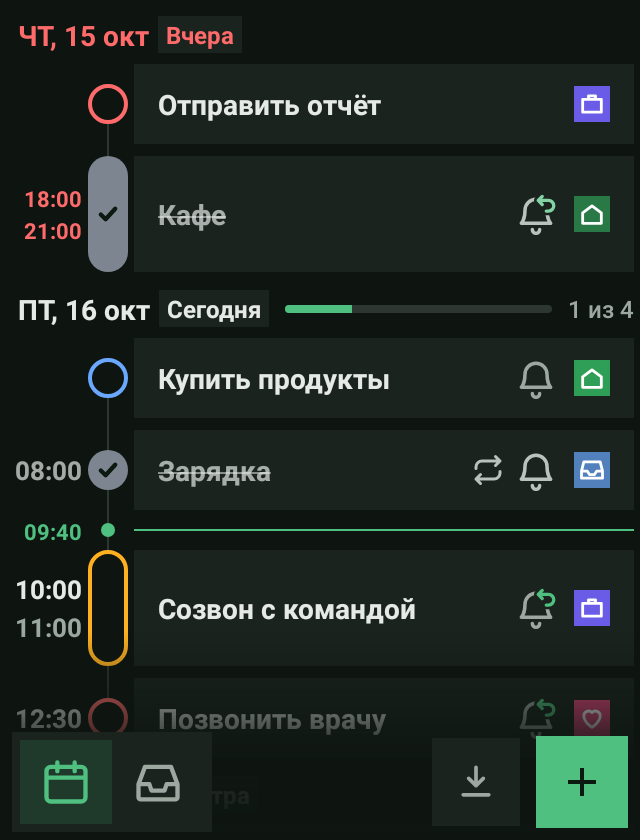 ЧТ, 15 окт Вчера
Отправить отчёт
18:00
21:00
Кафе
ПТ, 16 окт Сегодня 1 из 4
Купить продукты
08:00 Зарядка
09:40
10:00
11:00
Созвон с командой
12:30 Позвонить врачу